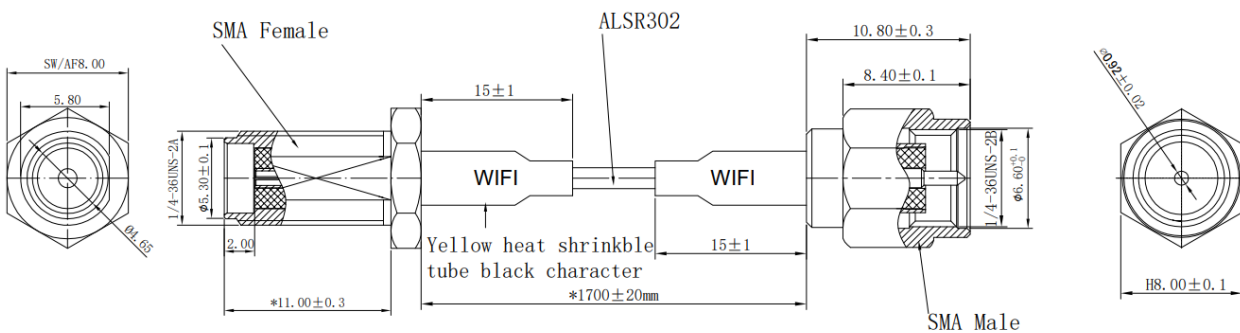 SMA Female
ALSR302
10.80±0.3
8.40±0.1
SW/AF8.00
5.80
15±1
ø0.92±0.02
1/4-36UNS-2A
ø5.30±0.1
WIFI
WIFI
1/4-36UNS-2B
ø6.60+0.1 -0
Ø4.65
2.00
Yellow heat shrinkble
tube black character
15±1
*11.00±0.3
*1700±20mm
H8.00±0.1
SMA Male